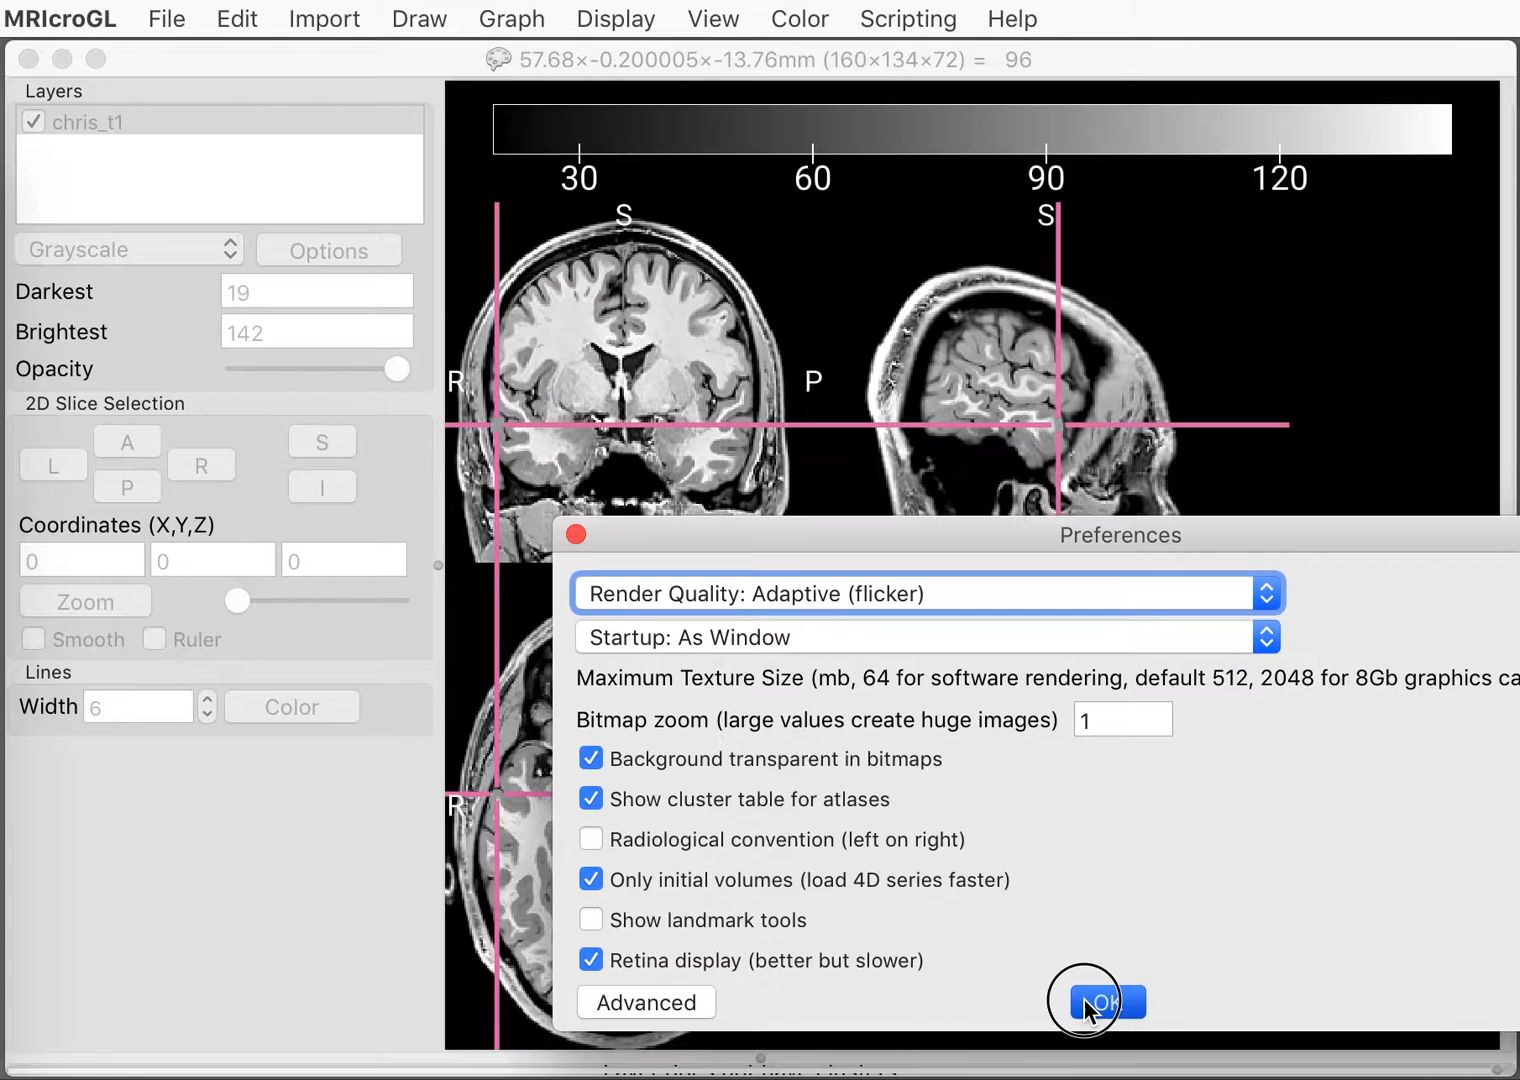 MRIcroGL File Edit Import Draw Graph Display View Color Scripting Help
57.68×-0.200005×-13.76mm (160×134×72) = 96
Layers
chris_t1
30 60 90 120
S S
Grayscale Options
Darkest 19
Brightest 142
Opacity
R P
2D Slice Selection
A S
L R
P I
Coordinates (X,Y,Z)
0 0 0
Preferences
Zoom
Render Quality: Adaptive (flicker)
Smooth Ruler
Startup: As Window
Lines
Maximum Texture Size (mb, 64 for software rendering, default 512, 2048 for 8Gb graphics ca
Width 6 Color
Bitmap zoom (large values create huge images) 1
Background transparent in bitmaps
R
Show cluster table for atlases
Radiological convention (left on right)
Only initial volumes (load 4D series faster)
Show landmark tools
Retina display (better but slower)
Advanced OK